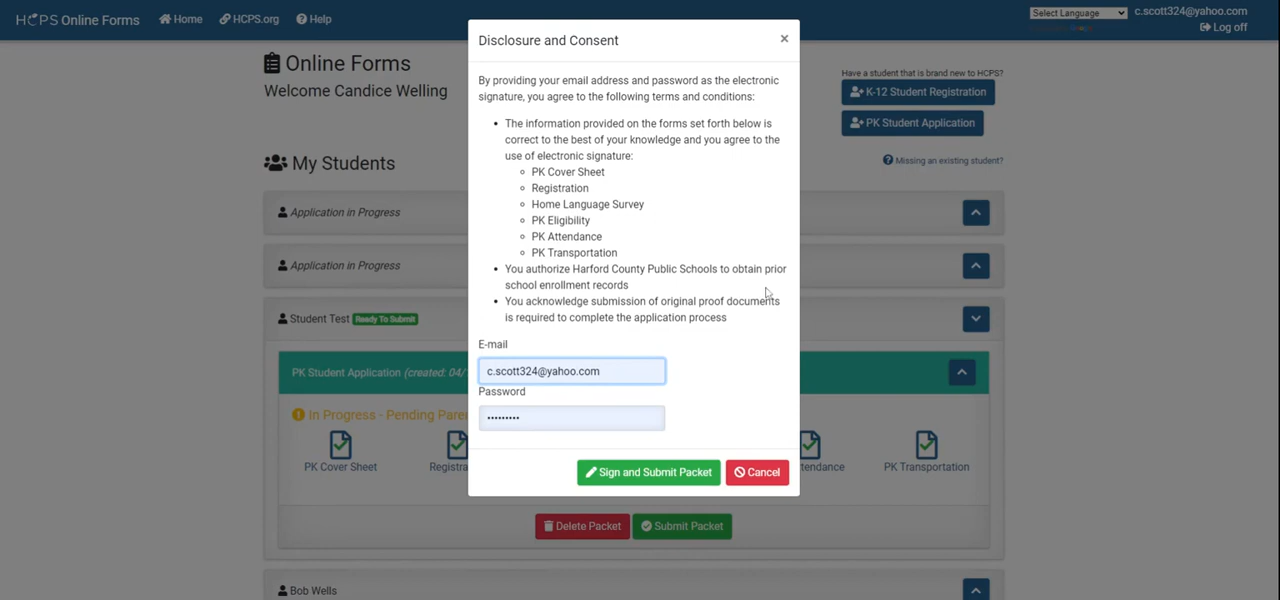 HCPS Online Forms
Home
HCPS.org
Help
Select Language
c.scott324@yahoo.com
Log off
Online Forms
Welcome Candice Welling
Have a student that is brand new to HCPS?
K-12 Student Registration
PK Student Application
My Students
Missing an existing student?
Application in Progress
Application in Progress
Student Test Ready To Submit
PK Student Application (created: 04/
In Progress - Pending Pare
PK Cover Sheet
Registra
tendance
PK Transportation
Delete Packet
Submit Packet
Bob Wells
Disclosure and Consent
×
By providing your email address and password as the electronic
signature, you agree to the following terms and conditions:
• The information provided on the forms set forth below is
correct to the best of your knowledge and you agree to the
use of electronic signature:
PK Cover Sheet
Registration
Home Language Survey
PK Eligibility
PK Attendance
PK Transportation
• You authorize Harford County Public Schools to obtain prior
school enrollment records
• You acknowledge submission of original proof documents
is required to complete the application process
E-mail
c.scott324@yahoo.com
Password
•••••••••
Sign and Submit Packet
Cancel